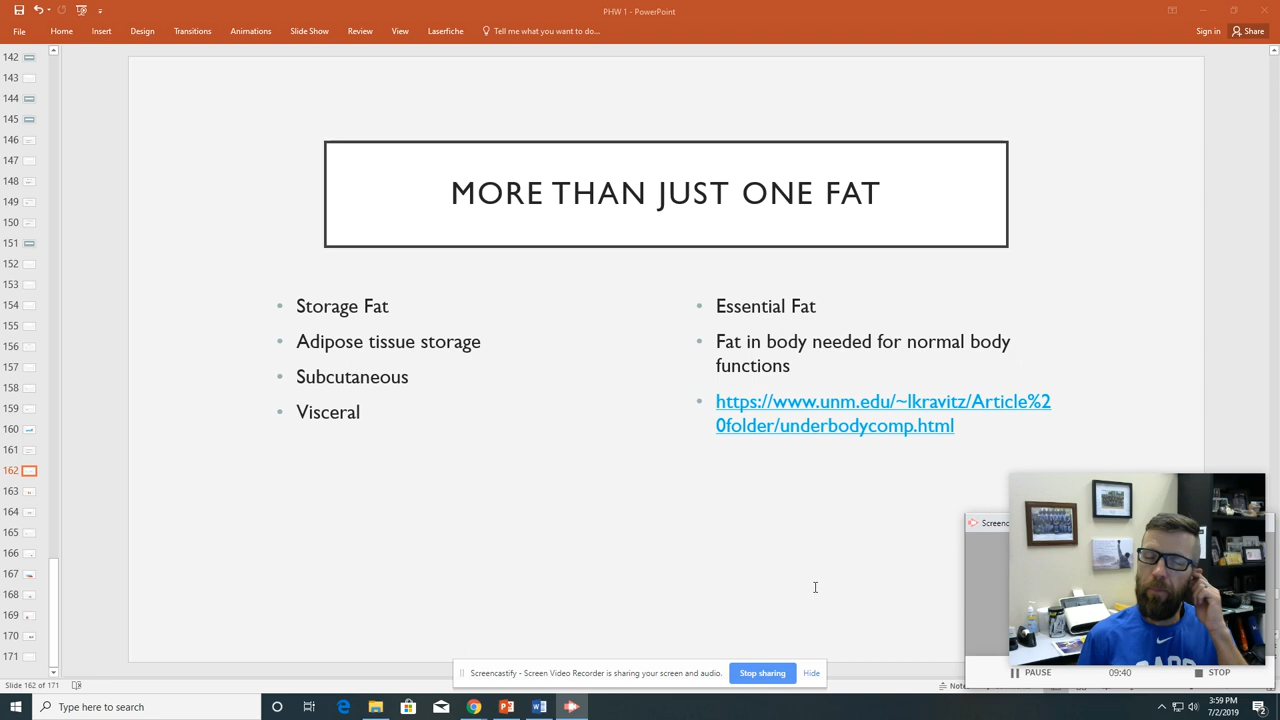 PHW 1 - PowerPoint
File Home Insert Design Transitions Animations Slide Show Review View Laserfiche Tell me what you want to do... Sign in Share
142
143
144
145
146
147
148
159
150
151
152
153
154
155
156
157
158
159
160
161
162
163
164
165
166
167
168
169
170
171
MORE THAN JUST ONE FAT
• Storage Fat
• Adipose tissue storage
• Subcutaneous
• Visceral
• Essential Fat
• Fat in body needed for normal body
functions
• https://www.unm.edu/~lkravitz/Article%2
0folder/underbodycomp.html
Screenc
PAUSE 09:40 STOP
Screencastify - Screen Video Recorder is sharing your screen and audio. Stop sharing Hide
Slide 162 of 171
Type here to search
3:59 PM
7/2/2019
2